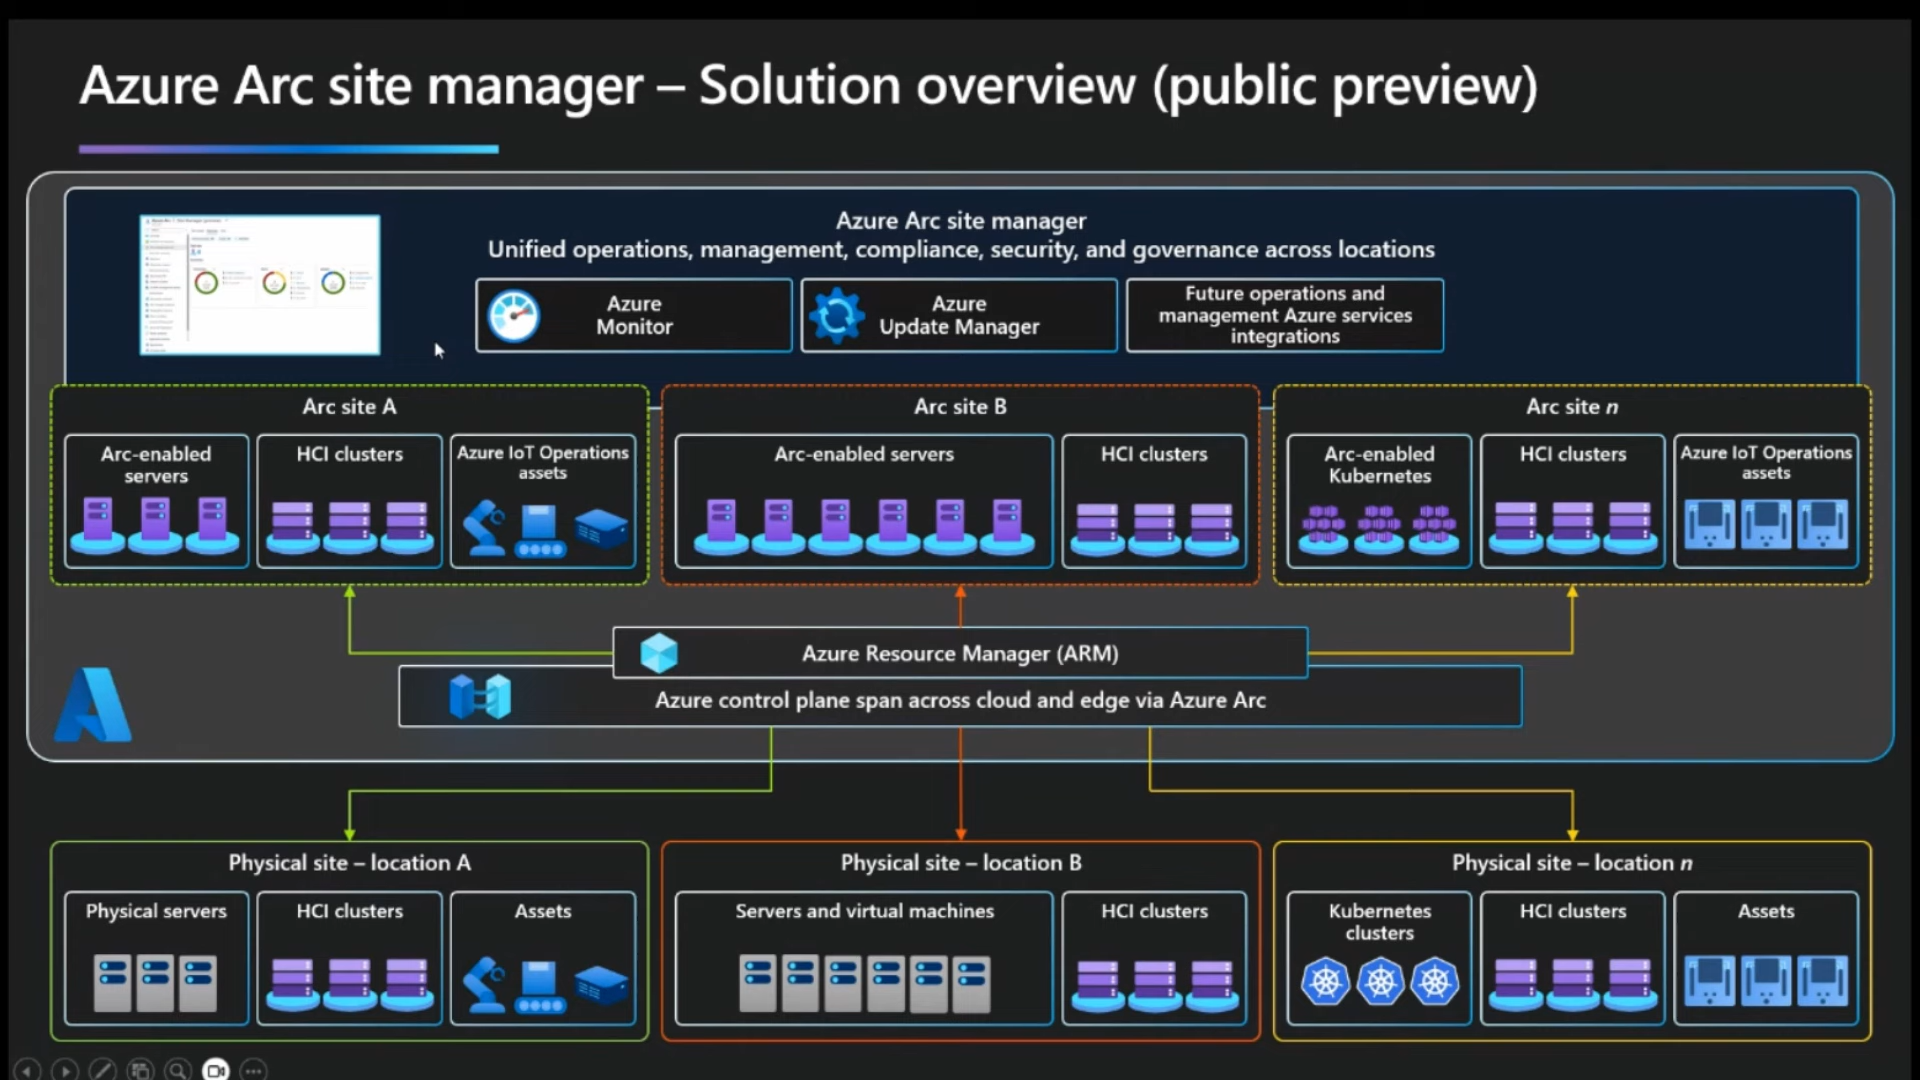 Azure Arc site manager – Solution overview (public preview)
Azure Arc site manager
Unified operations, management, compliance, security, and governance across locations
Azure
Monitor
Azure
Update Manager
Future operations and
management Azure services
integrations
Arc site A
Arc-enabled
servers
HCI clusters
Azure IoT Operations
assets
Arc site B
Arc-enabled servers
HCI clusters
Arc site n
Arc-enabled
Kubernetes
HCI clusters
Azure IoT Operations
assets
Azure Resource Manager (ARM)
Azure control plane span across cloud and edge via Azure Arc
Physical site – location A
Physical servers
HCI clusters
Assets
Physical site – location B
Servers and virtual machines
HCI clusters
Physical site – location n
Kubernetes
clusters
HCI clusters
Assets